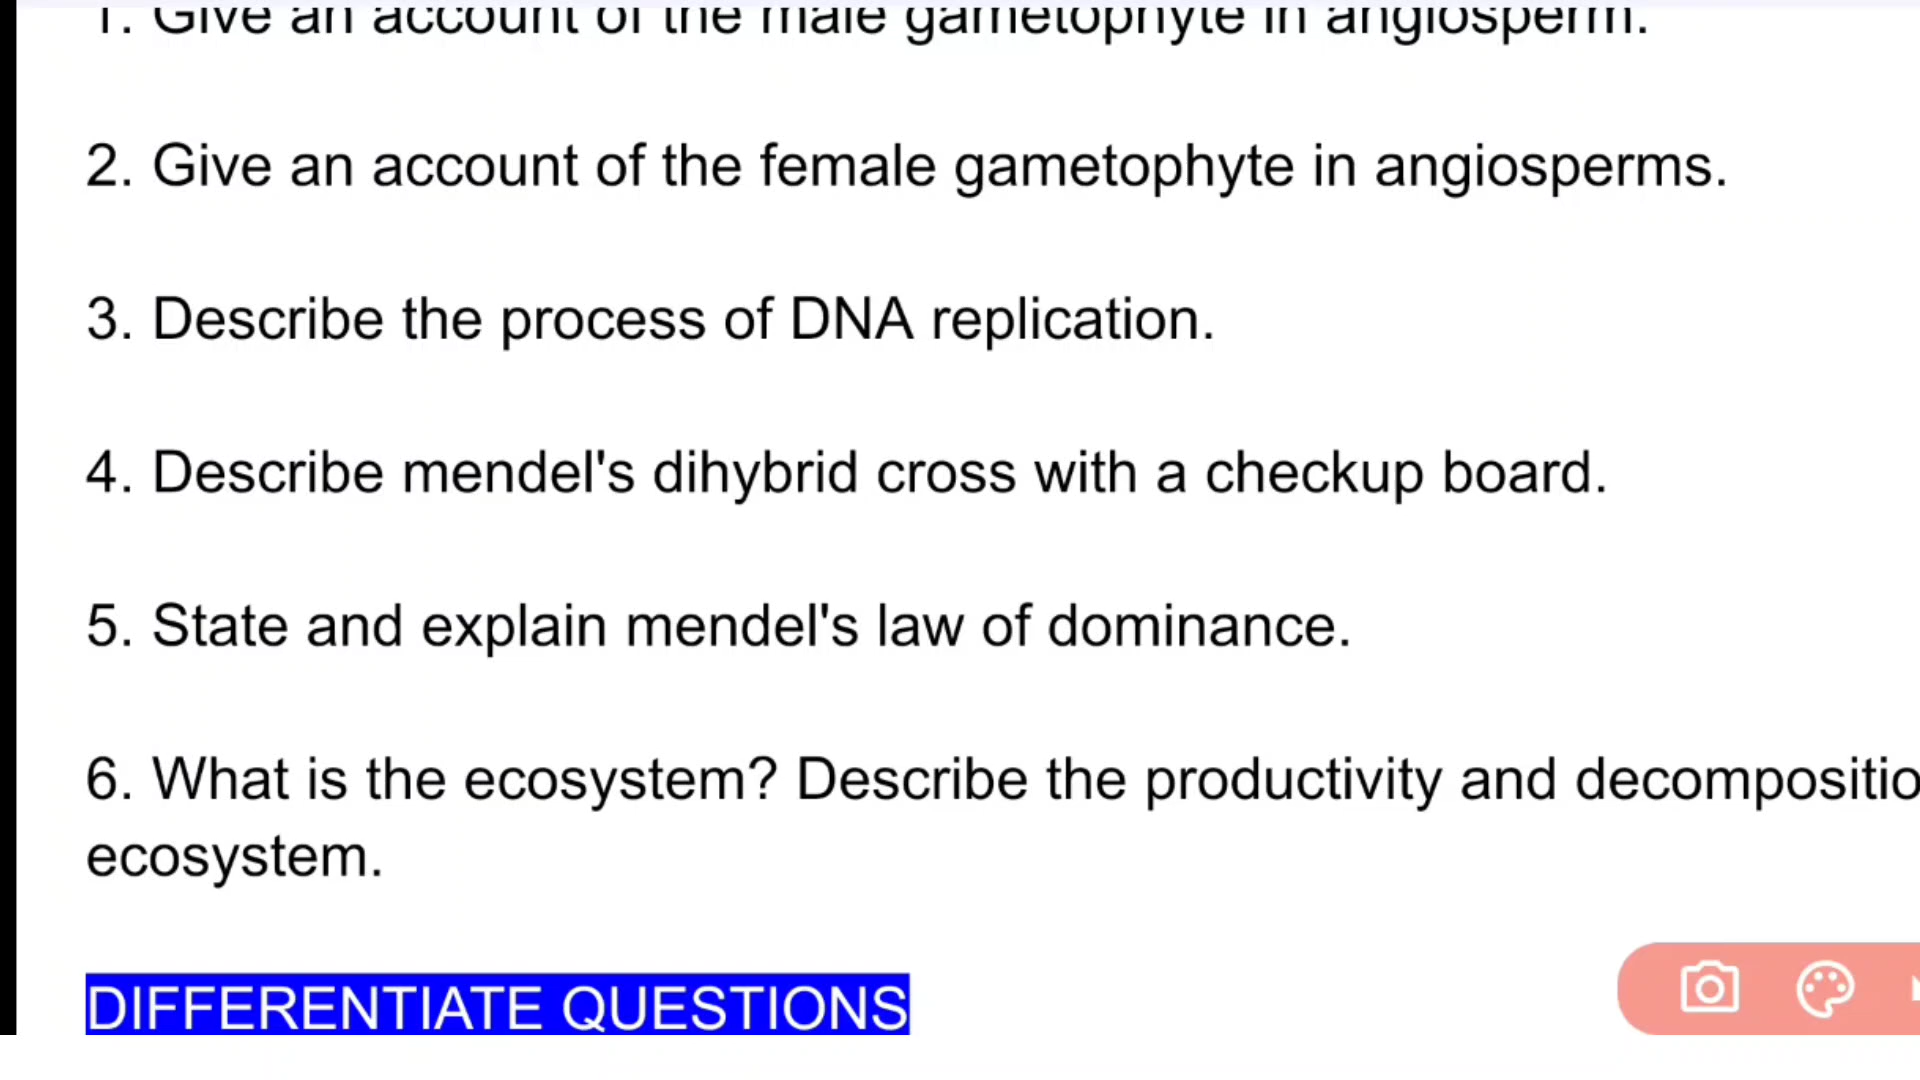 1. Give an account of the male gametophyte in angiosperm.
2. Give an account of the female gametophyte in angiosperms.
3. Describe the process of DNA replication.
4. Describe mendel's dihybrid cross with a checkup board.
5. State and explain mendel's law of dominance.
6. What is the ecosystem? Describe the productivity and decompositio
ecosystem.
DIFFERENTIATE QUESTIONS